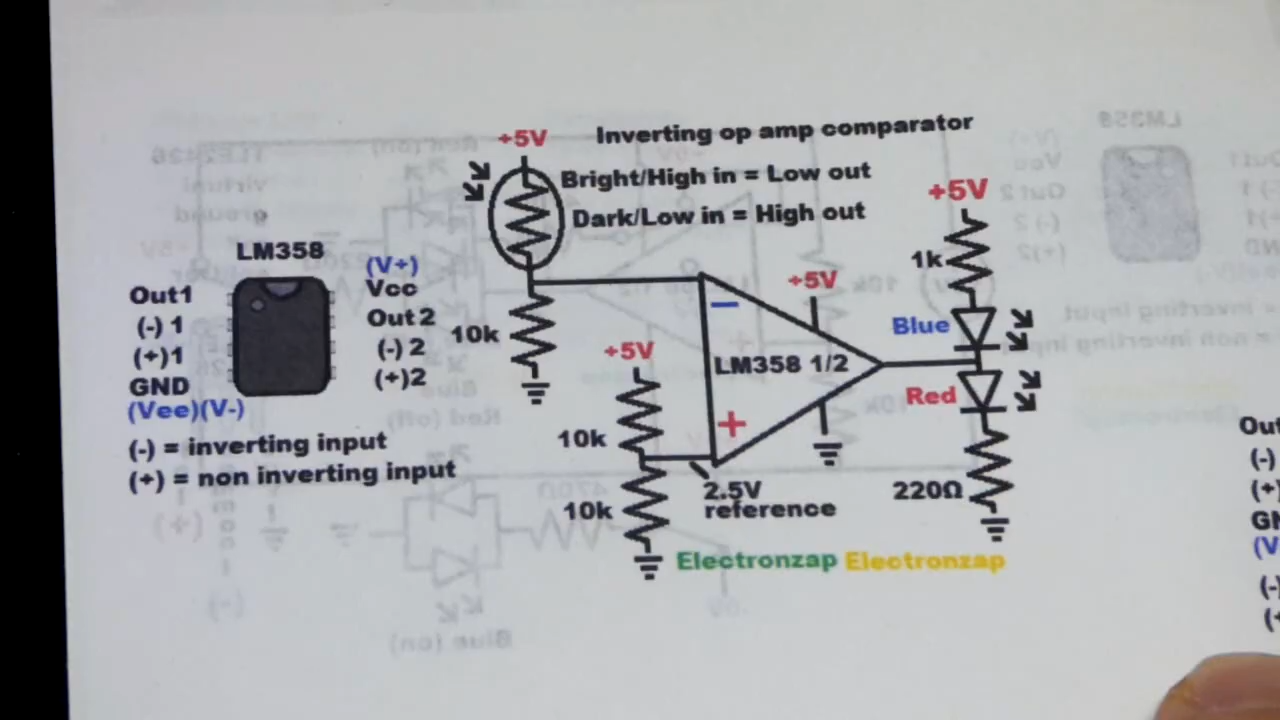 Inverting op amp comparator
+5V
Bright/High in = Low out
Dark/Low in = High out
LM358
Out1
(-) 1
(+)1
GND
(Vee)(V-)
(V+)
Vcc
Out 2
(-) 2
(+)2
(-) = inverting input
(+) = non inverting input
10k
+5V
10k
10k
−
+5V
LM358 1/2
+
2.5V
reference
+5V
1k
Blue
Red
220Ω
Electronzap Electronzap
(-)